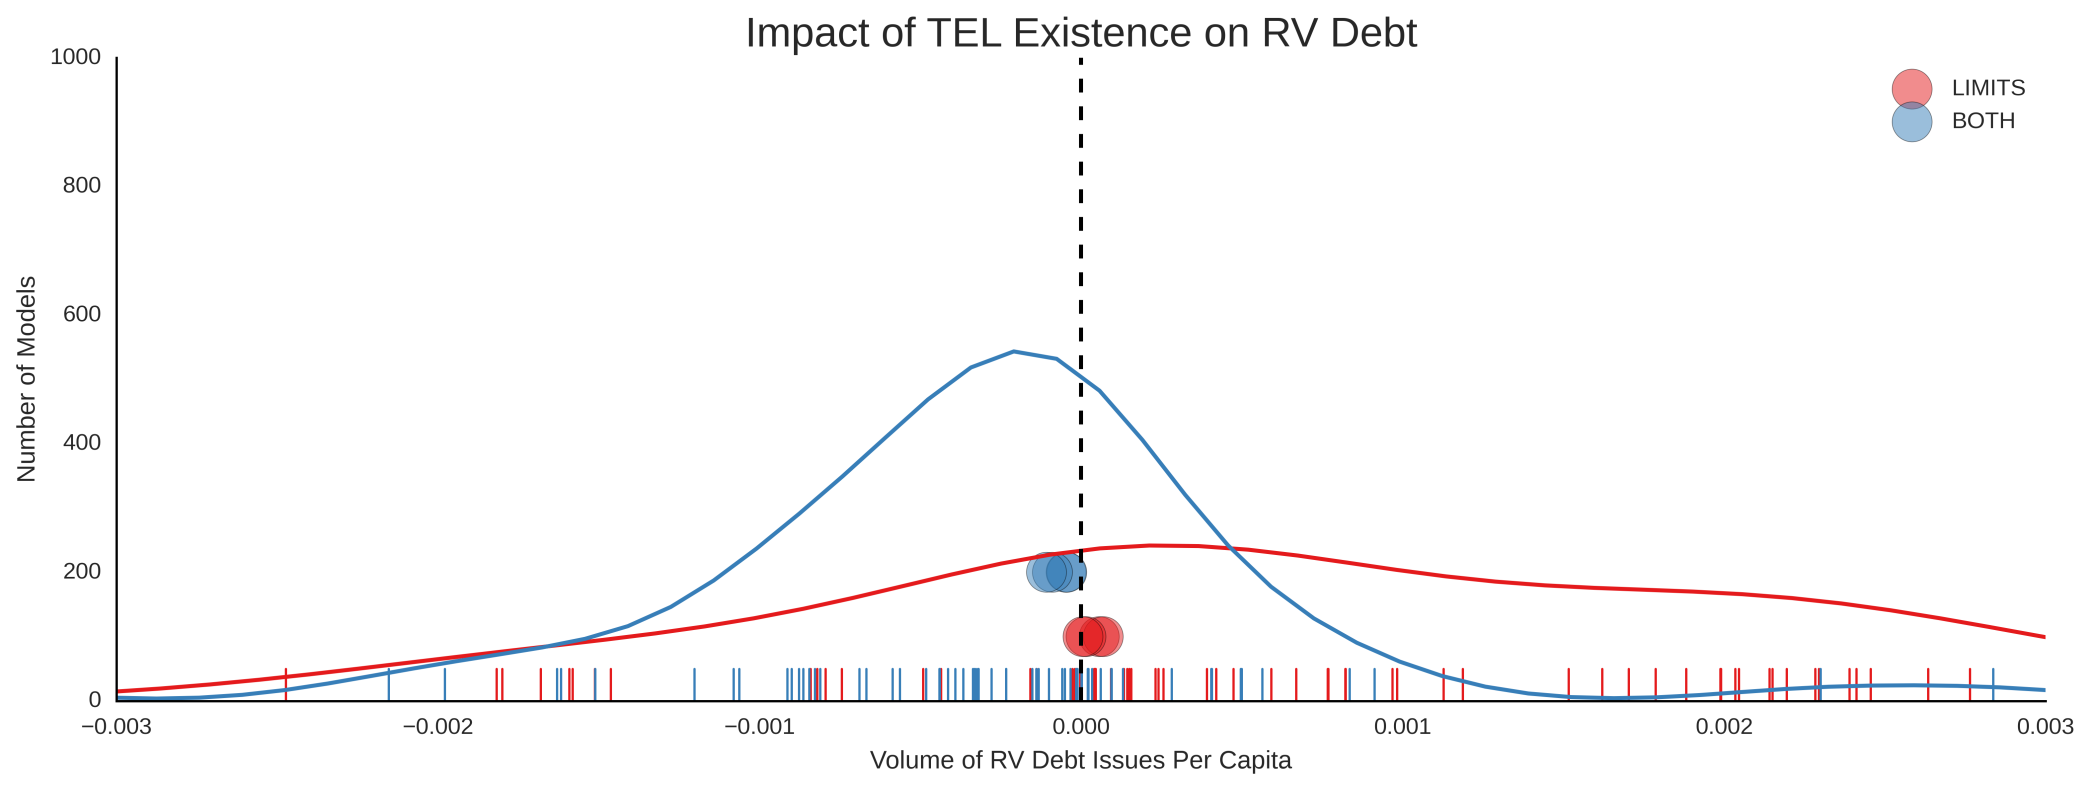 Impact of TEL Existence on RV Debt
1000
800
600
400
200
0
Number of Models
LIMITS
BOTH
−0.003 −0.002 −0.001 0.000 0.001 0.002 0.003
Volume of RV Debt Issues Per Capita